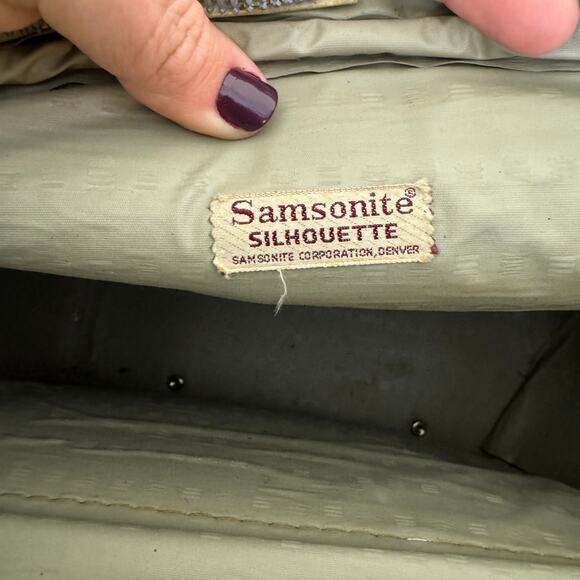 Samsonite®
SILHOUETTE
SAMSONITE CORPORATION, DENVER